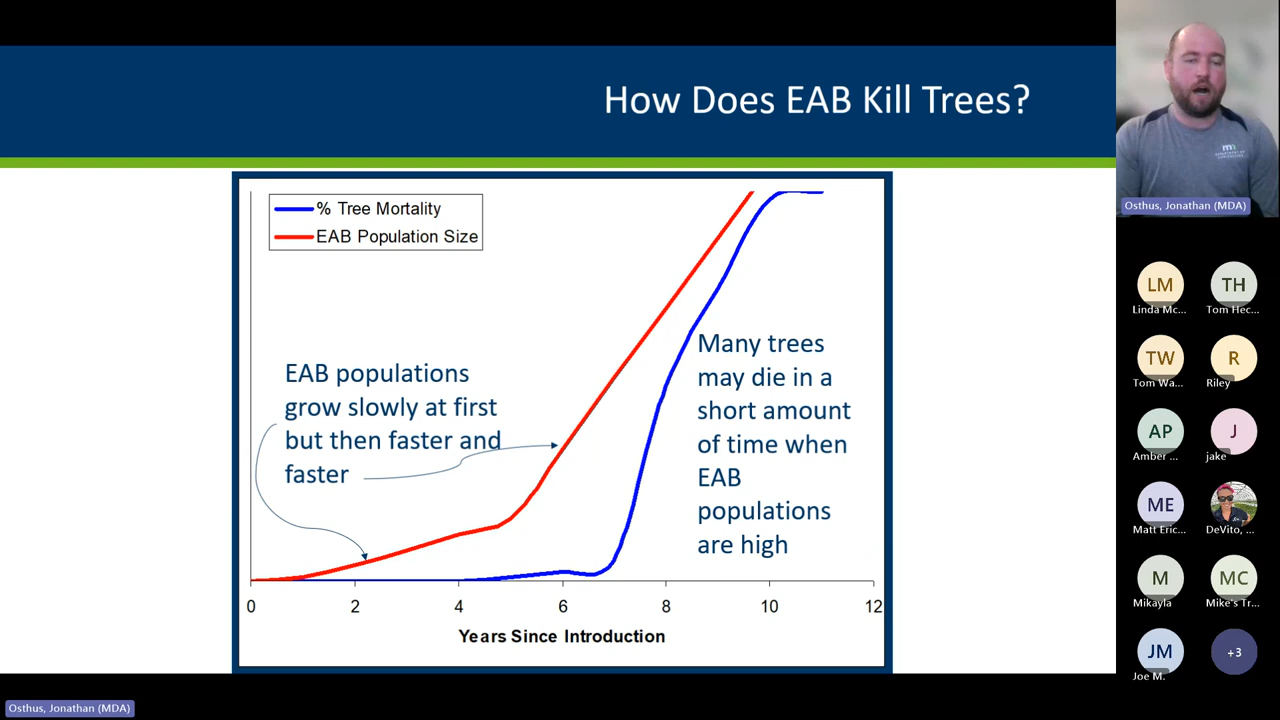 How Does EAB Kill Trees?
% Tree Mortality
EAB Population Size
EAB populations
grow slowly at first
but then faster and
faster
Many trees
may die in a
short amount
of time when
EAB
populations
are high
0 2 4 6 8 10 12
Years Since Introduction
Osthus, Jonathan (MDA)
LM TH
Linda Mc... Tom Hec...
TW R
Tom Wa... Riley
AP J
Amber ... jake
ME
Matt Eric... DeVito, ...
M MC
Mikayla Mike's Tr...
JM +3
Joe M.
Osthus, Jonathan (MDA)